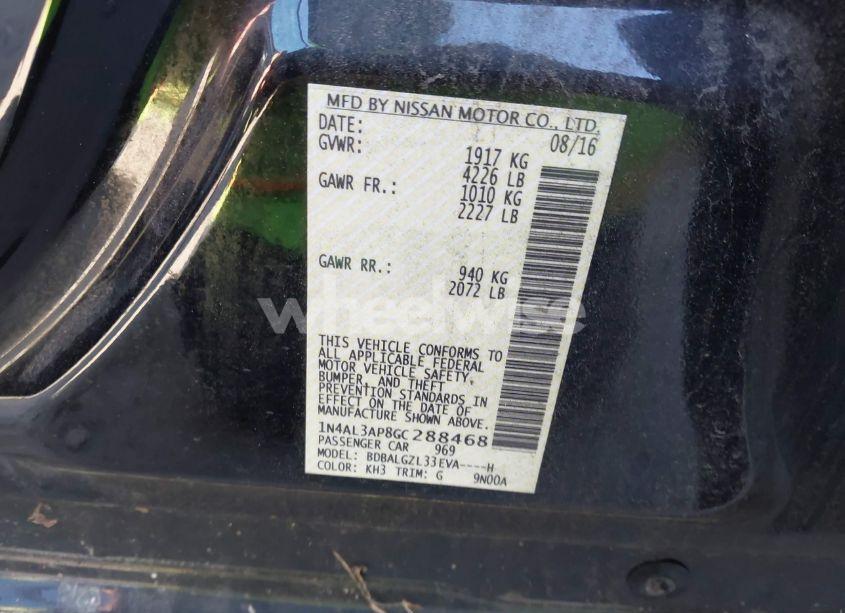 MFD BY NISSAN MOTOR CO., LTD.
DATE: 08/16
GVWR: 1917 KG
4226 LB
GAWR FR.: 1010 KG
2227 LB
GAWR RR.: 940 KG
2072 LB
wheelwise
THIS VEHICLE CONFORMS TO
ALL APPLICABLE FEDERAL
MOTOR VEHICLE SAFETY,
BUMPER, AND THEFT
PREVENTION STANDARDS IN
EFFECT ON THE DATE OF
MANUFACTURE SHOWN ABOVE.
1N4AL3AP8GC288468
PASSENGER CAR 969
MODEL: BDBALGZL33EVA----H
COLOR: KH3 TRIM: G 9N00A